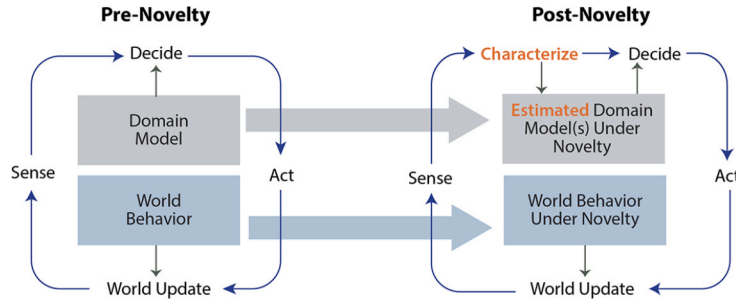 Pre-Novelty
Post-Novelty
Decide
Characterize
Decide
Domain
Model
Estimated Domain
Model(s) Under
Novelty
Sense
Act
Sense
Act
World
Behavior
World Behavior
Under Novelty
World Update
World Update